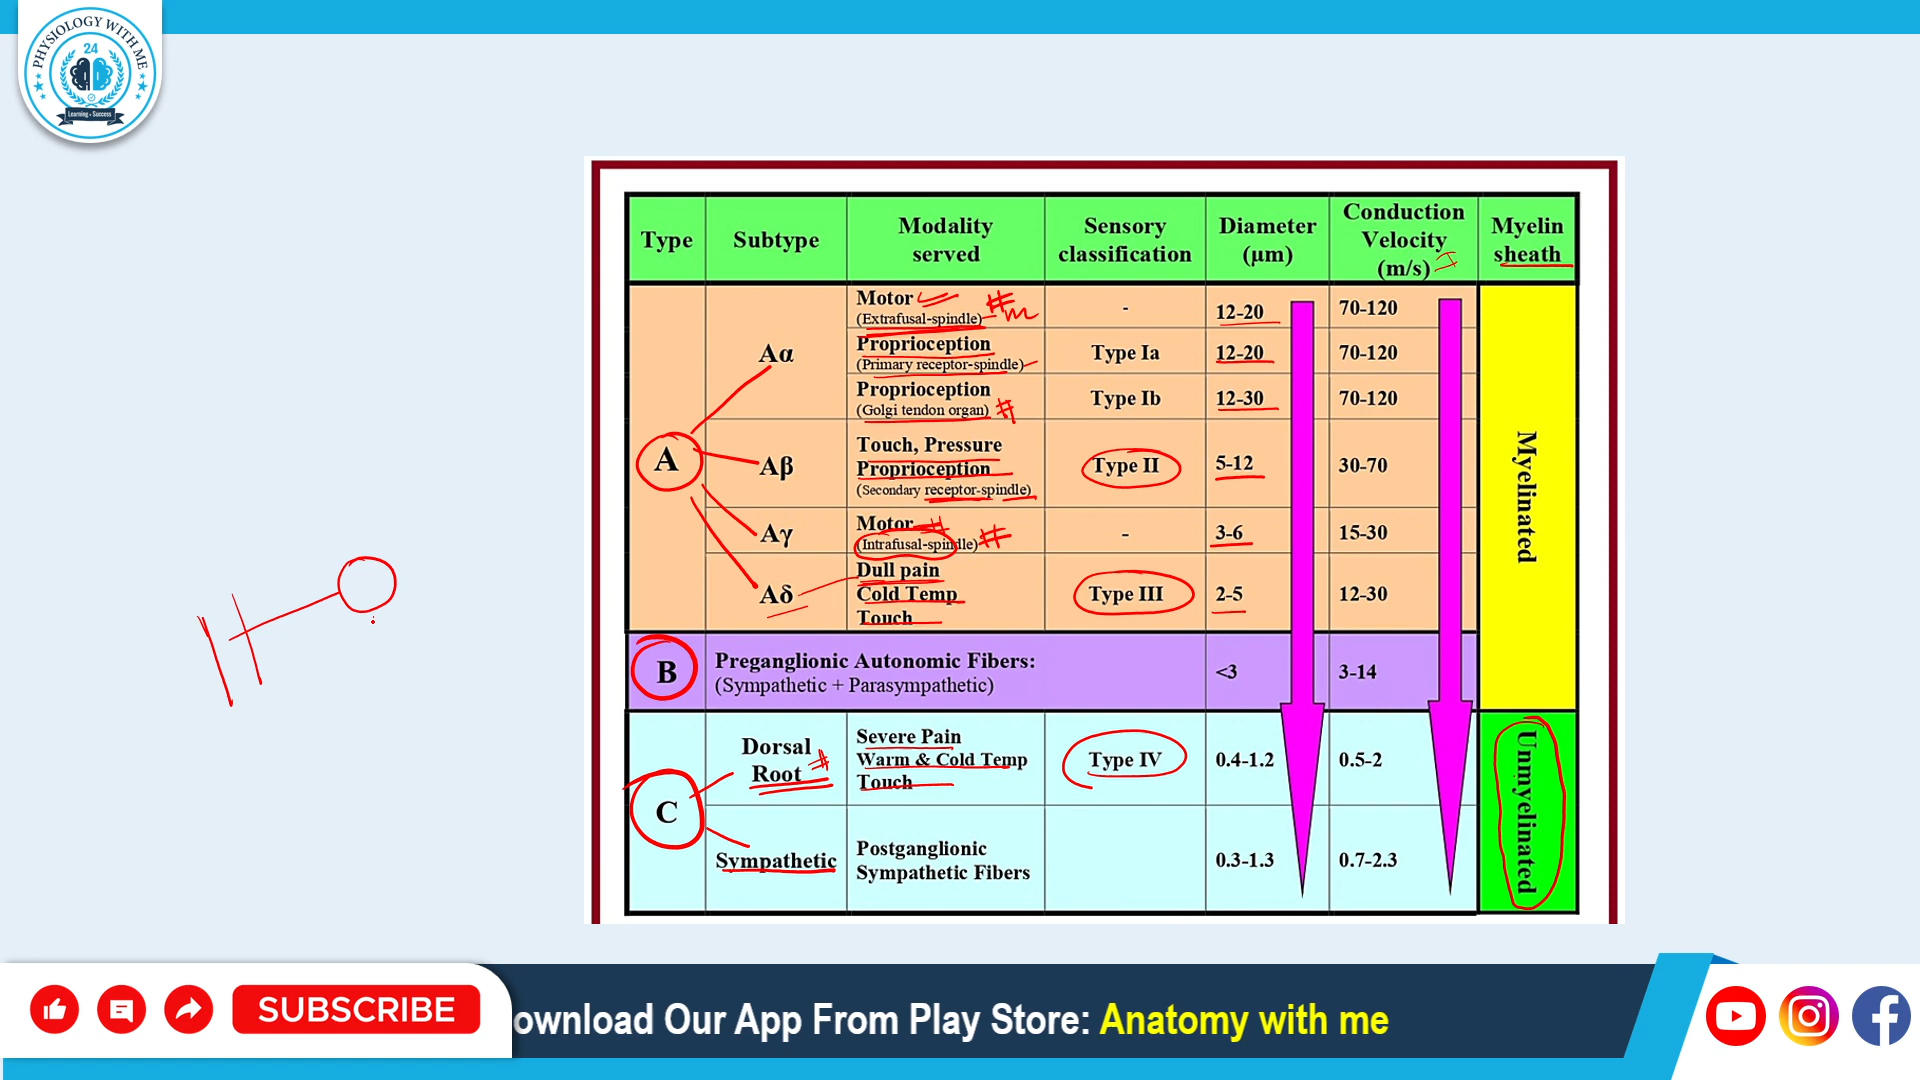 PHYSIOLOGY WITH ME
24
Learning • Success
Type
Subtype
Modality
served
Sensory
classification
Diameter
(μm)
Conduction
Velocity
(m/s)
Myelin
sheath
A
Aα
Motor
(Extrafusal-spindle)
-
12-20
70-120
Proprioception
(Primary receptor-spindle)
Type Ia
12-20
70-120
Proprioception
(Golgi tendon organ)
Type Ib
12-30
70-120
Aβ
Touch, Pressure
Proprioception
(Secondary receptor-spindle)
Type II
5-12
30-70
Aγ
Motor
(Intrafusal-spindle)
-
3-6
15-30
Aδ
Dull pain
Cold Temp
Touch
Type III
2-5
12-30
Myelinated
B
Preganglionic Autonomic Fibers:
(Sympathetic + Parasympathetic)
<3
3-14
C
Dorsal
Root
Severe Pain
Warm & Cold Temp
Touch
Type IV
0.4-1.2
0.5-2
Sympathetic
Postganglionic
Sympathetic Fibers
0.3-1.3
0.7-2.3
Unmyelinated
SUBSCRIBE
ownload Our App From Play Store: Anatomy with me